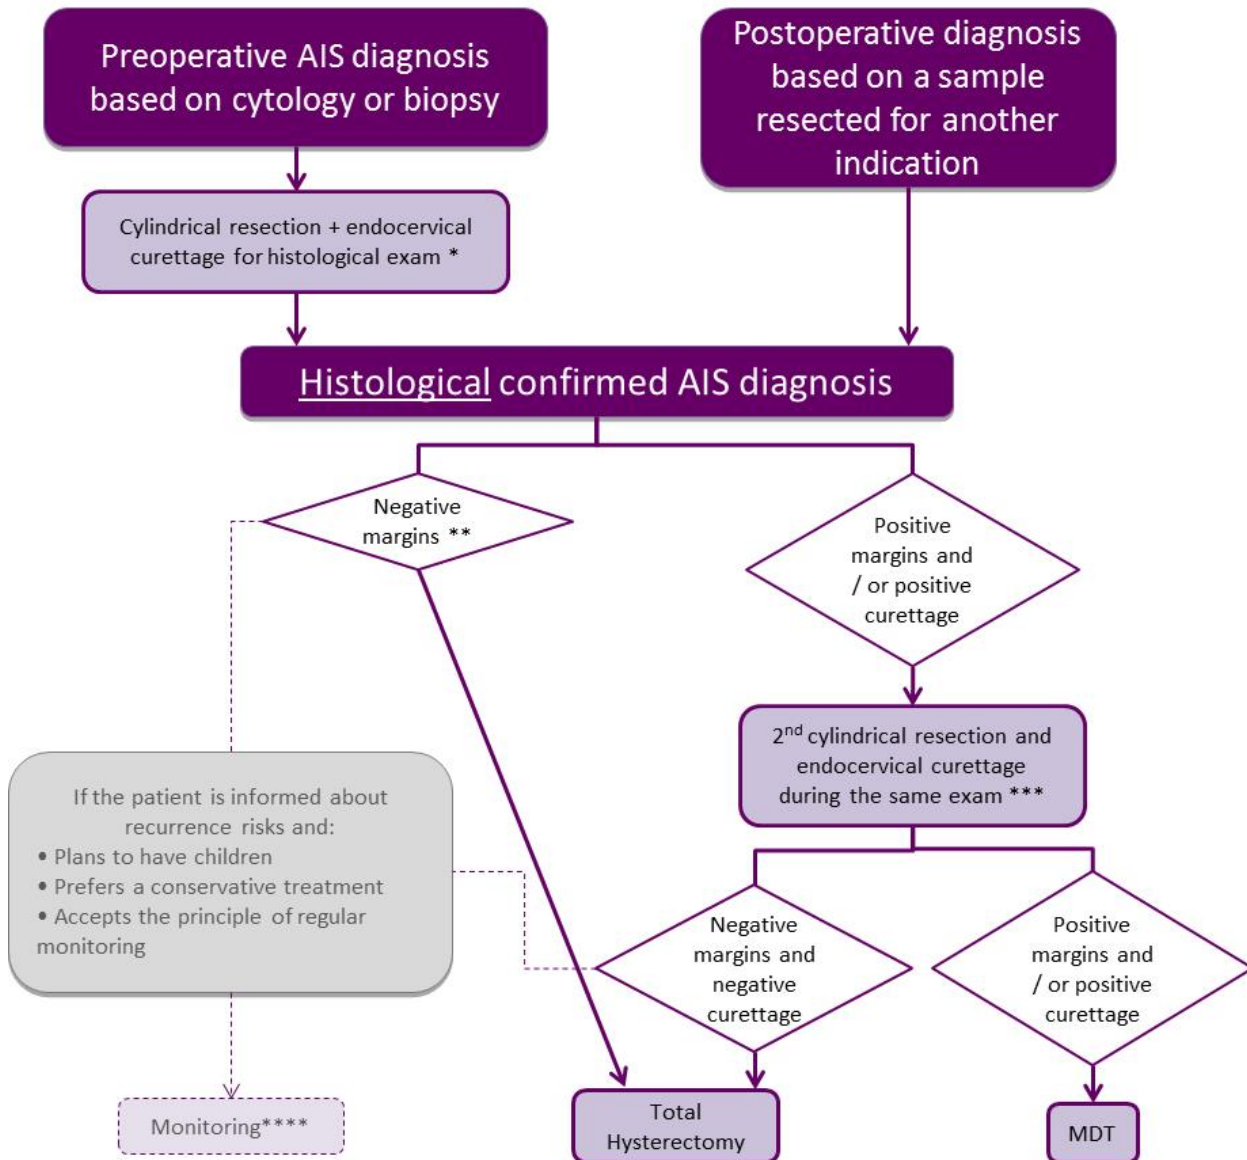 Preoperative AIS diagnosis
based on cytology or biopsy
Postoperative diagnosis
based on a sample
resected for another
indication
Cylindrical resection + endocervical
curettage for histological exam *
Histological confirmed AIS diagnosis
Negative
margins **
Positive
margins and
/ or positive
curettage
2nd cylindrical resection and
endocervical curettage
during the same exam ***
If the patient is informed about
recurrence risks and:
• Plans to have children
• Prefers a conservative treatment
• Accepts the principle of regular
monitoring
Negative
margins and
negative
curettage
Positive
margins and
/ or positive
curettage
Monitoring****
Total
Hysterectomy
MDT